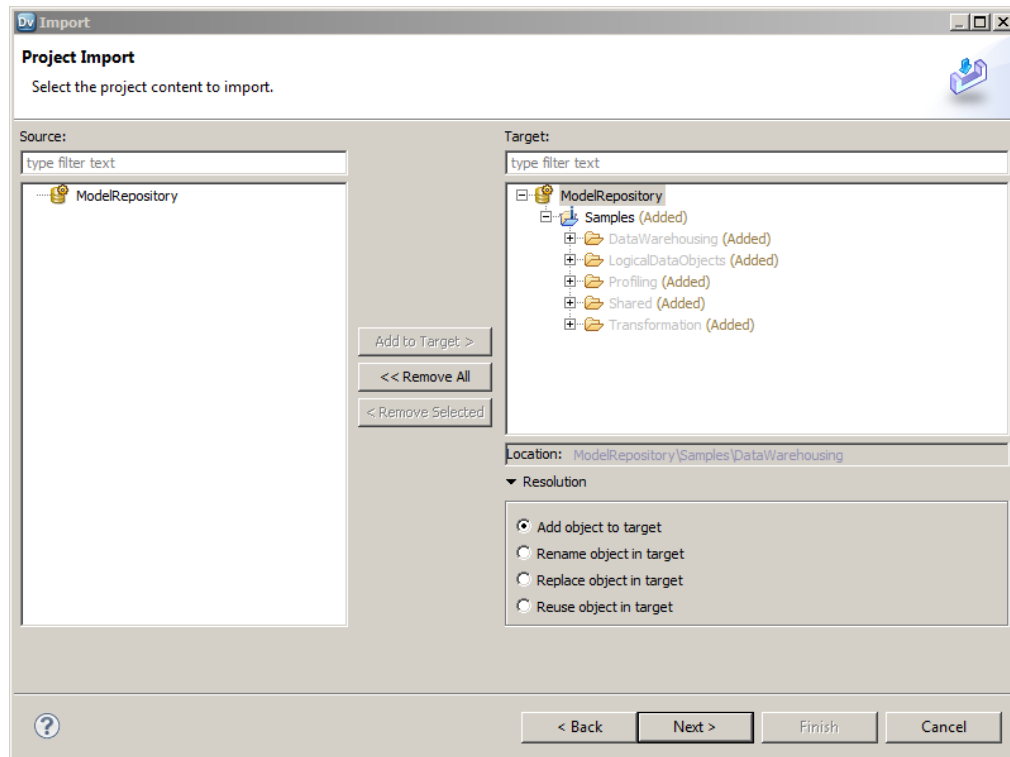 Dv Import
Project Import
Select the project content to import.
Source:
type filter text
ModelRepository
Add to Target >
<< Remove All
< Remove Selected
Target:
type filter text
ModelRepository
Samples (Added)
DataWarehousing (Added)
LogicalDataObjects (Added)
Profiling (Added)
Shared (Added)
Transformation (Added)
Location: ModelRepository\Samples\DataWarehousing
Resolution
Add object to target
Rename object in target
Replace object in target
Reuse object in target
? < Back Next > Finish Cancel